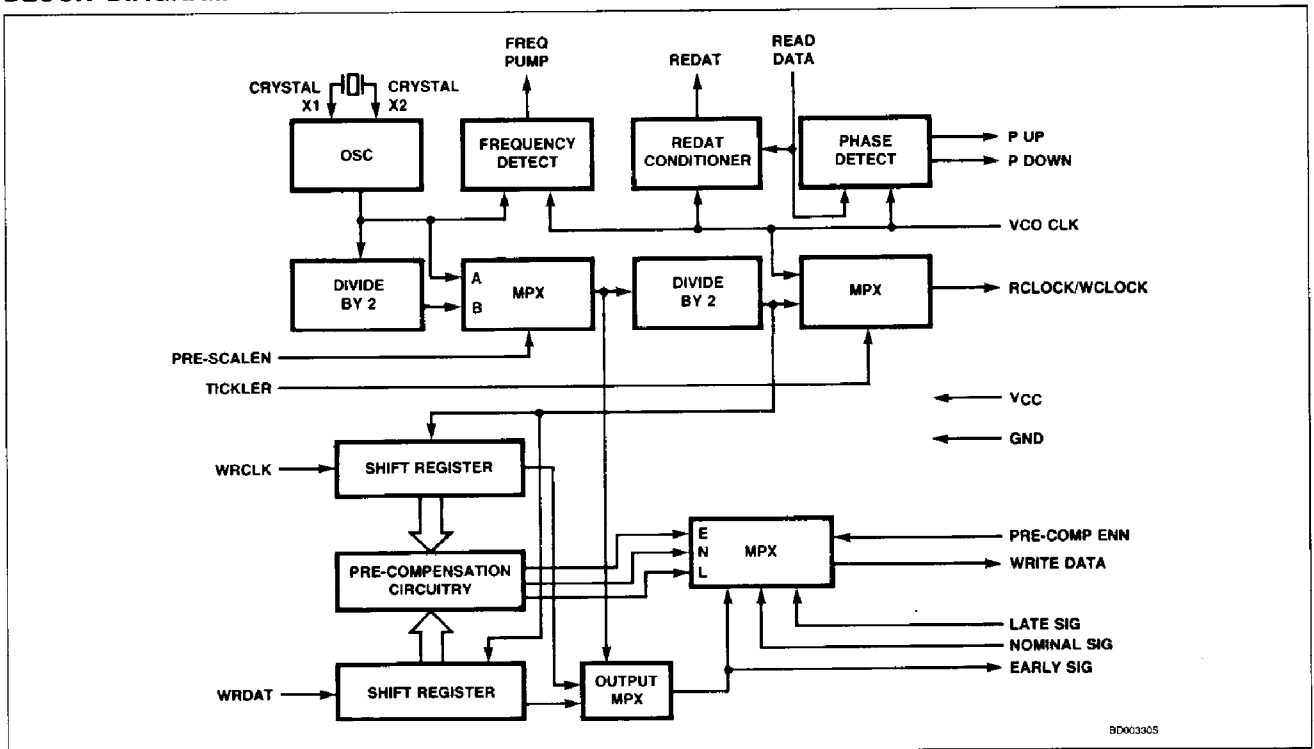 FREQ
PUMP
REDAT
READ
DATA
CRYSTAL
X1
CRYSTAL
X2
OSC
FREQUENCY
DETECT
REDAT
CONDITIONER
PHASE
DETECT
P UP
P DOWN
VCO CLK
DIVIDE
BY 2
A
B
MPX
DIVIDE
BY 2
MPX
RCLOCK/WCLOCK
PRE-SCALEN
TICKLER
VCC
GND
WRCLK
SHIFT REGISTER
PRE-COMPENSATION
CIRCUITRY
E
N
L
MPX
PRE-COMP ENN
WRITE DATA
LATE SIG
NOMINAL SIG
EARLY SIG
WRDAT
SHIFT REGISTER
OUTPUT
MPX
BD00330S